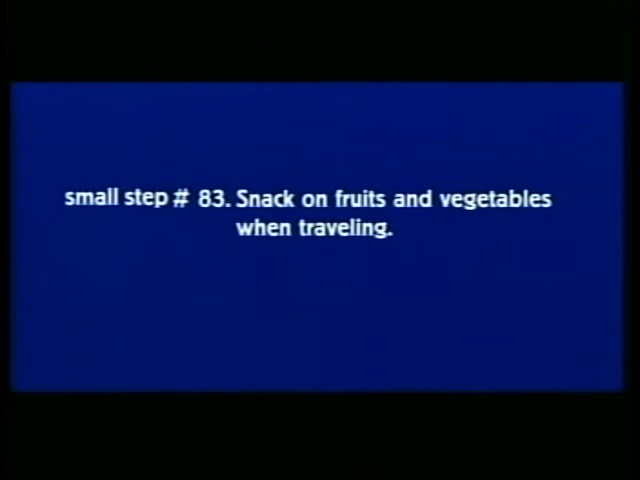 small step # 83. Snack on fruits and vegetables
when traveling.